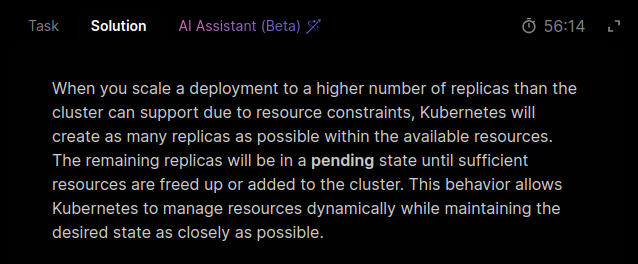 Task Solution AI Assistant (Beta) 56:14
When you scale a deployment to a higher number of replicas than the
cluster can support due to resource constraints, Kubernetes will
create as many replicas as possible within the available resources.
The remaining replicas will be in a pending state until sufficient
resources are freed up or added to the cluster. This behavior allows
Kubernetes to manage resources dynamically while maintaining the
desired state as closely as possible.